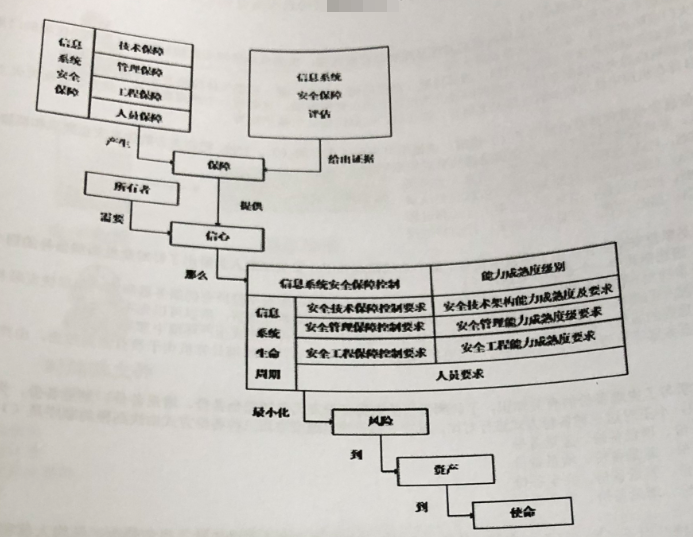 信息系统安全保障
技术保障
管理保障
工程保障
人员保障
信息系统
安全保障
评估
产生
给出证据
保障
所有者
提供
需要
信心
那么
信息系统安全保障控制
能力成熟度级别
信息系统生命周期
安全技术保障控制要求
安全技术架构能力成熟度及要求
安全管理保障控制要求
安全管理能力成熟度级要求
安全工程保障控制要求
安全工程能力成熟度要求
人员要求
最小化
风险
到
资产
到
使命